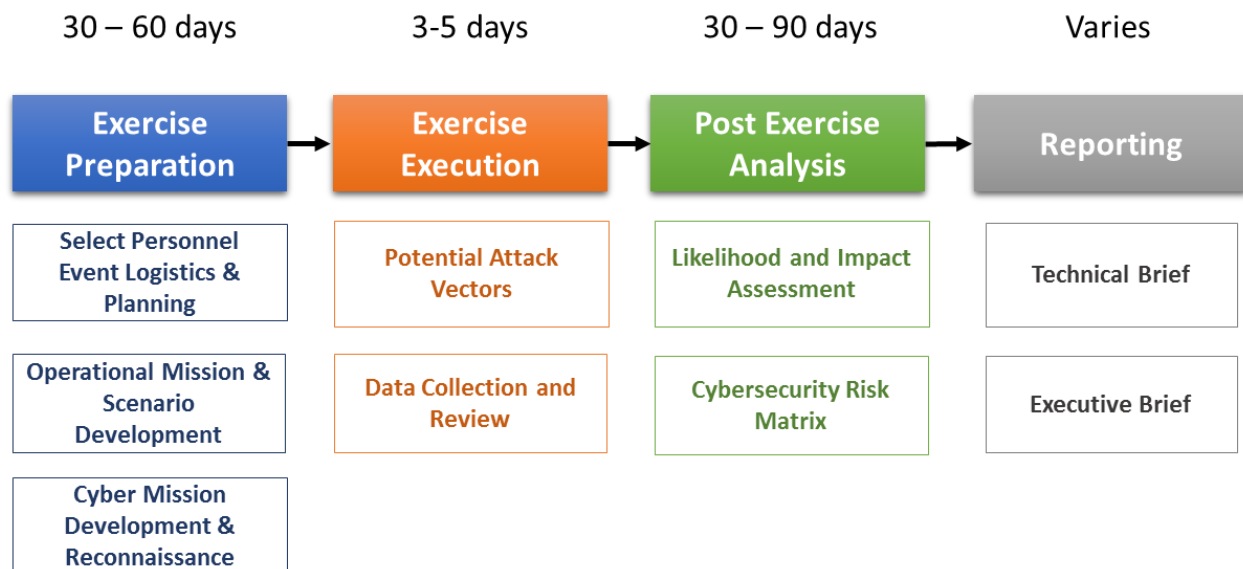 30 – 60 days
3-5 days
30 – 90 days
Varies
Exercise
Preparation
Exercise
Execution
Post Exercise
Analysis
Reporting
Select Personnel
Event Logistics &
Planning
Potential Attack
Vectors
Likelihood and Impact
Assessment
Technical Brief
Operational Mission &
Scenario
Development
Data Collection and
Review
Cybersecurity Risk
Matrix
Executive Brief
Cyber Mission
Development &
Reconnaissance